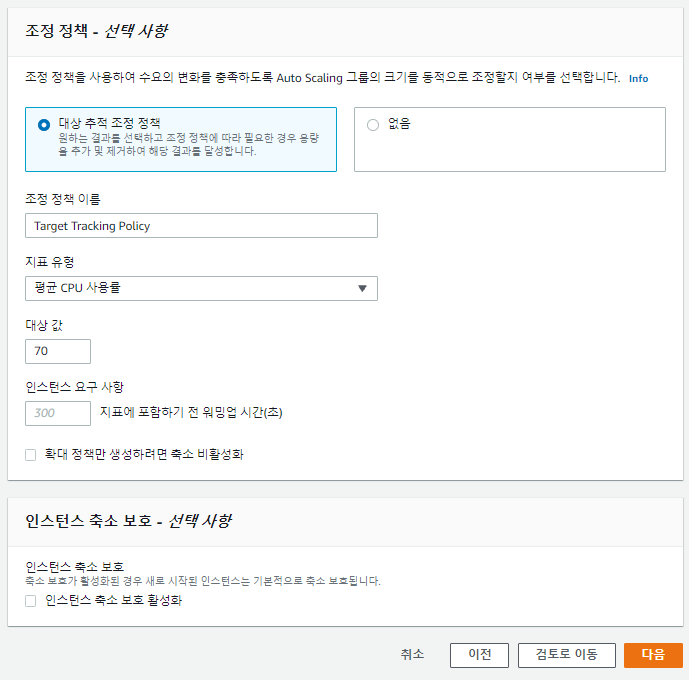 조정 정책 - 선택 사항
조정 정책을 사용하여 수요의 변화를 충족하도록 Auto Scaling 그룹의 크기를 동적으로 조정할지 여부를 선택합니다. Info
대상 추적 조정 정책
원하는 결과를 선택하고 조정 정책에 따라 필요한 경우 용량
을 추가 및 제거하여 해당 결과를 달성합니다.
없음
조정 정책 이름
Target Tracking Policy
지표 유형
평균 CPU 사용률
대상 값
70
인스턴스 요구 사항
300 지표에 포함하기 전 워밍업 시간(초)
확대 정책만 생성하려면 축소 비활성화
인스턴스 축소 보호 - 선택 사항
인스턴스 축소 보호
축소 보호가 활성화된 경우 새로 시작된 인스턴스는 기본적으로 축소 보호됩니다.
인스턴스 축소 보호 활성화
취소 이전 검토로 이동 다음